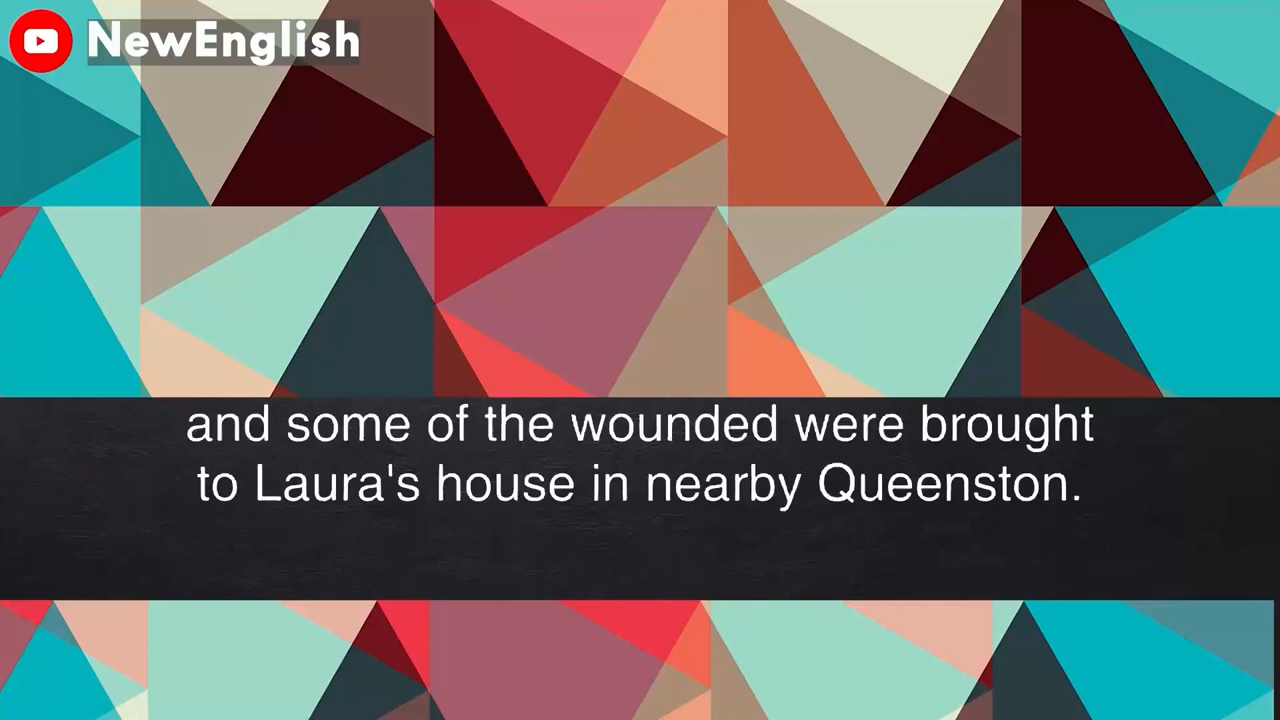 NewEnglish
and some of the wounded were brought
to Laura's house in nearby Queenston.